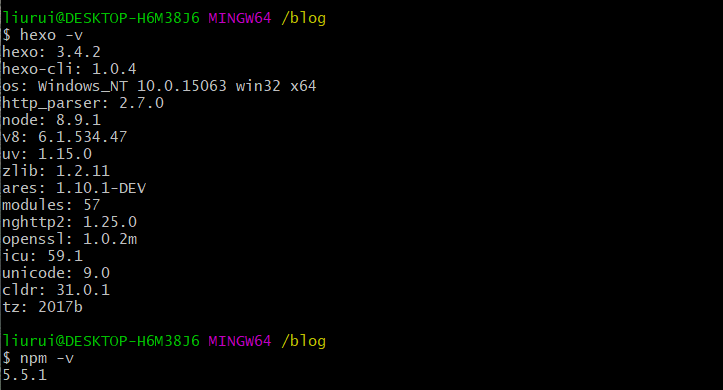 liurui@DESKTOP-H6M38J6 MINGW64 /blog
$ hexo -v
hexo: 3.4.2
hexo-cli: 1.0.4
os: Windows_NT 10.0.15063 win32 x64
http_parser: 2.7.0
node: 8.9.1
v8: 6.1.534.47
uv: 1.15.0
zlib: 1.2.11
ares: 1.10.1-DEV
modules: 57
nghttp2: 1.25.0
openssl: 1.0.2m
icu: 59.1
unicode: 9.0
cldr: 31.0.1
tz: 2017b
liurui@DESKTOP-H6M38J6 MINGW64 /blog
$ npm -v
5.5.1